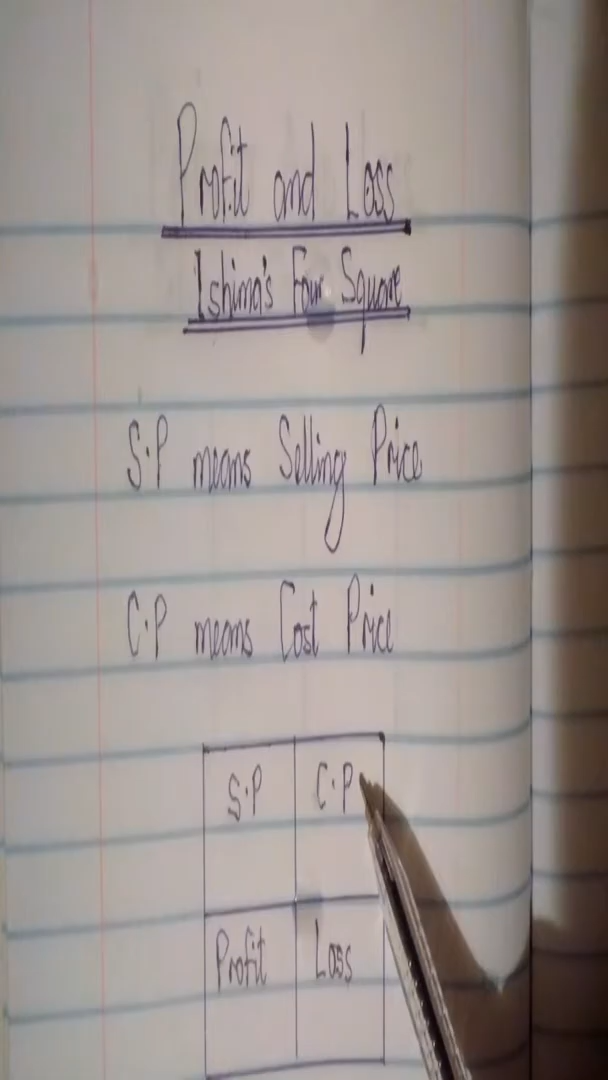 Profit and Loss
Ishima's Four Square
S.P means Selling Price
C.P means Cost Price
S.P C.P
Profit Loss